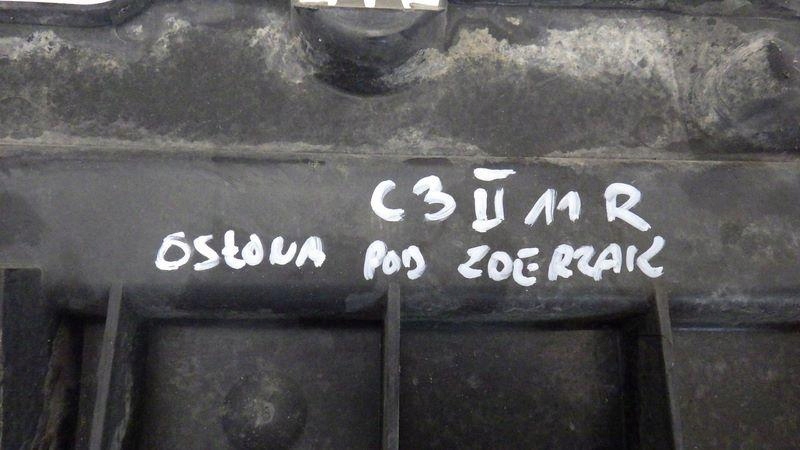 C3 II 11 R
OSŁONA POD ZDERZAK